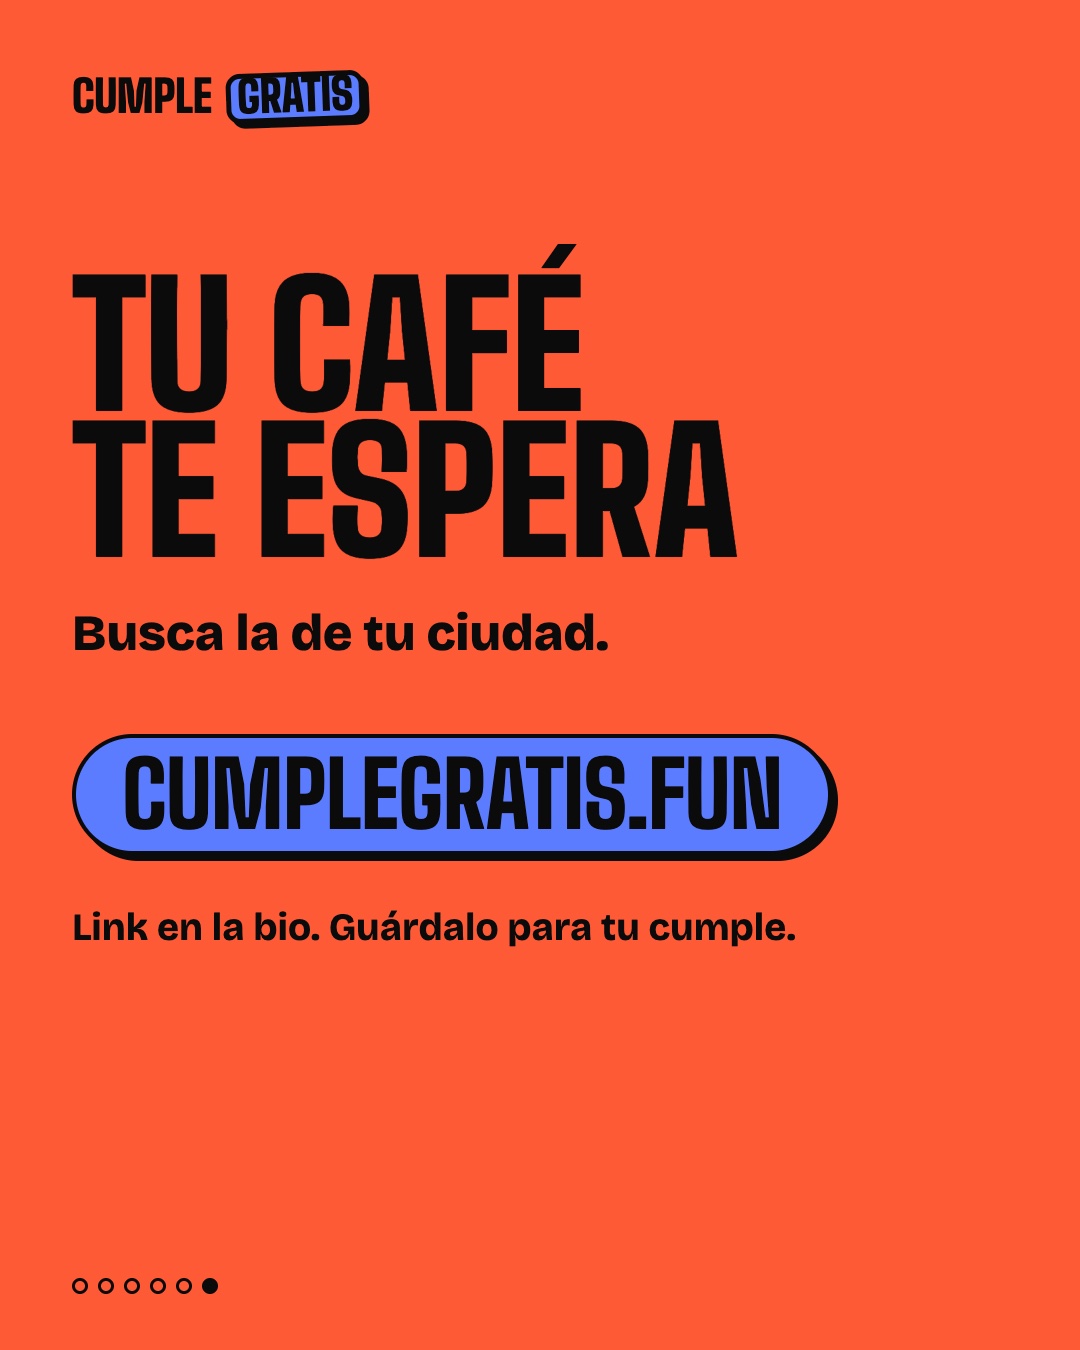 CUMPLE GRATIS
TU CAFÉ
TE ESPERA
Busca la de tu ciudad.
CUMPLEGRATIS.FUN
Link en la bio. Guárdalo para tu cumple.